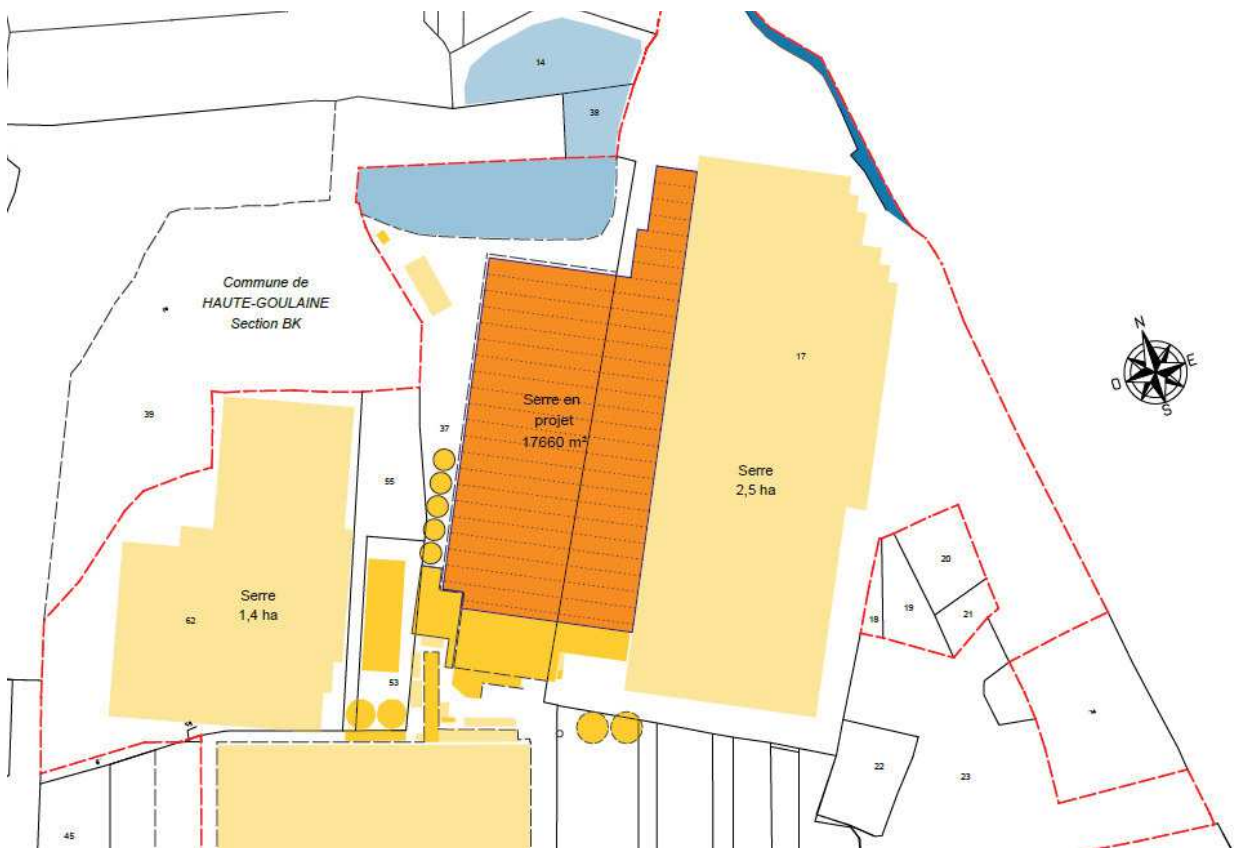 14
38
Commune de
HAUTE-GOULAINE
Section BK
N
E
O
S
17
39
37
Serre en
projet
17660 m²
55
Serre
2,5 ha
Serre
1,4 ha
62
20
19
18
21
53
22
23
45